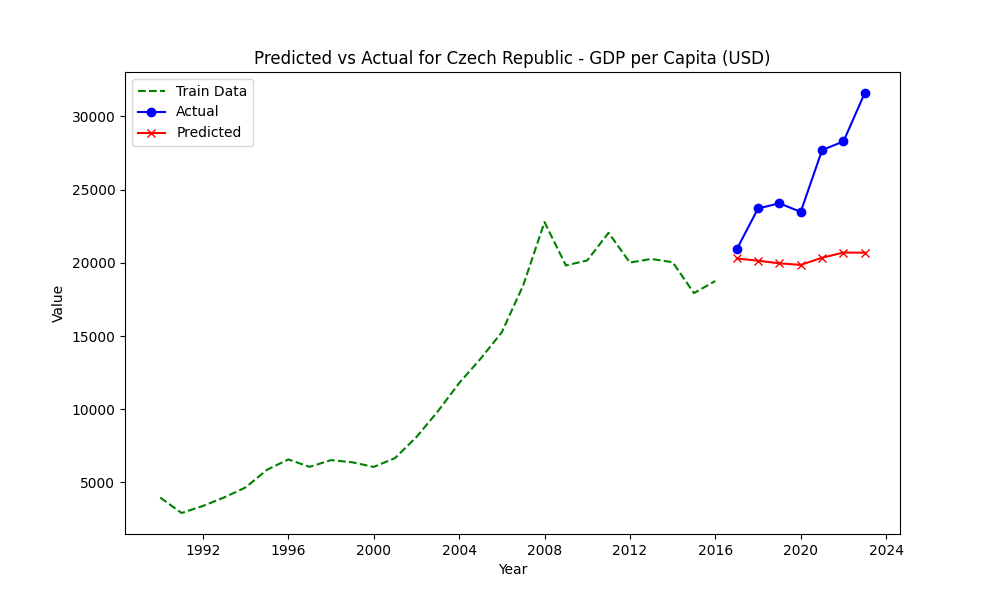 Predicted vs Actual for Czech Republic - GDP per Capita (USD)
Train Data
Actual
Predicted
30000
25000
20000
15000
10000
5000
Value
1992 1996 2000 2004 2008 2012 2016 2020 2024
Year